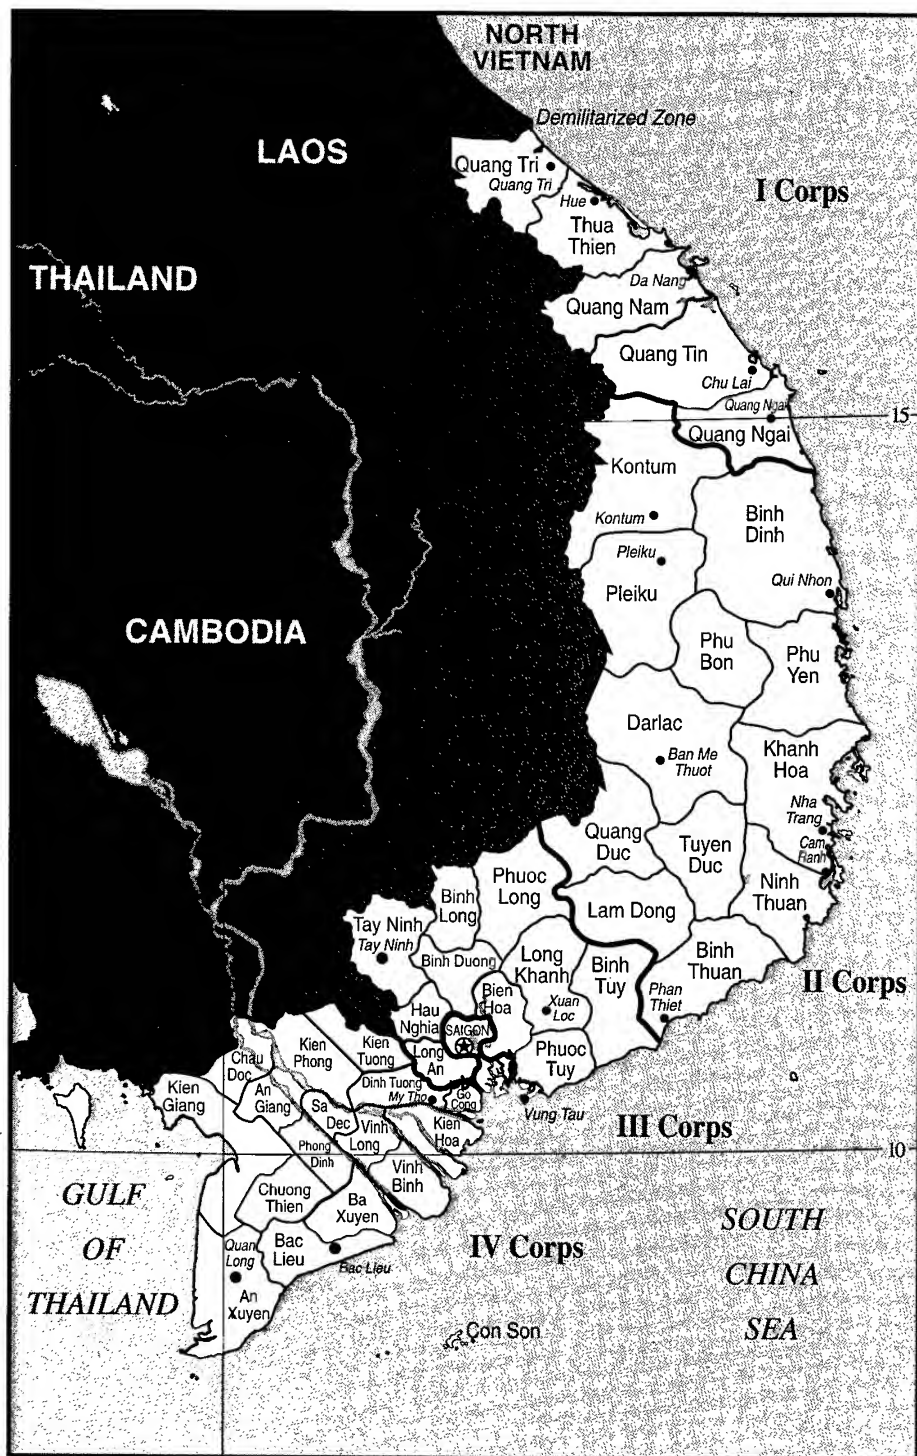 NORTH
VIETNAM
Demilitarized Zone
LAOS
Quang Tri
Quang Tri
I Corps
Hue
Thua
Thien
THAILAND
Da Nang
Quang Nam
Quang Tin
Chu Lai
Quang Ngai
15
Quang Ngai
Kontum
Binh
Dinh
Kontum
Pleiku
Qui Nhon
Pleiku
CAMBODIA
Phu
Bon
Phu
Yen
Darlac
Ban Me
Thuot
Khanh
Hoa
Nha
Trang
Cam
Ranh
Quang
Duc
Tuyen
Duc
Phuoc
Long
Binh
Long
Ninh
Thuan
Lam Dong
Tay Ninh
Tay Ninh
Binh Duong
Long
Khanh
Binh
Tuy
Binh
Thuan
II Corps
Phan
Thiet
Bien
Hoa
Xuan
Loc
Hau
Nghia
SAIGON
Kien
Phong
Kien
Tuong
Long
An
Phuoc
Tuy
Chau
Doc
Kien
Giang
An
Giang
Dinh Tuong
My Tho
Go
Cong
Vung Tau
Sa
Dec
Vinh
Long
Kien
Hoa
III Corps
Phong
Dinh
10
Vinh
Binh
GULF
OF
THAILAND
Chuong
Thien
Ba
Xuyen
SOUTH
CHINA
SEA
Quan
Long
Bac
Lieu
Bac Lieu
IV Corps
An
Xuyen
Con Son